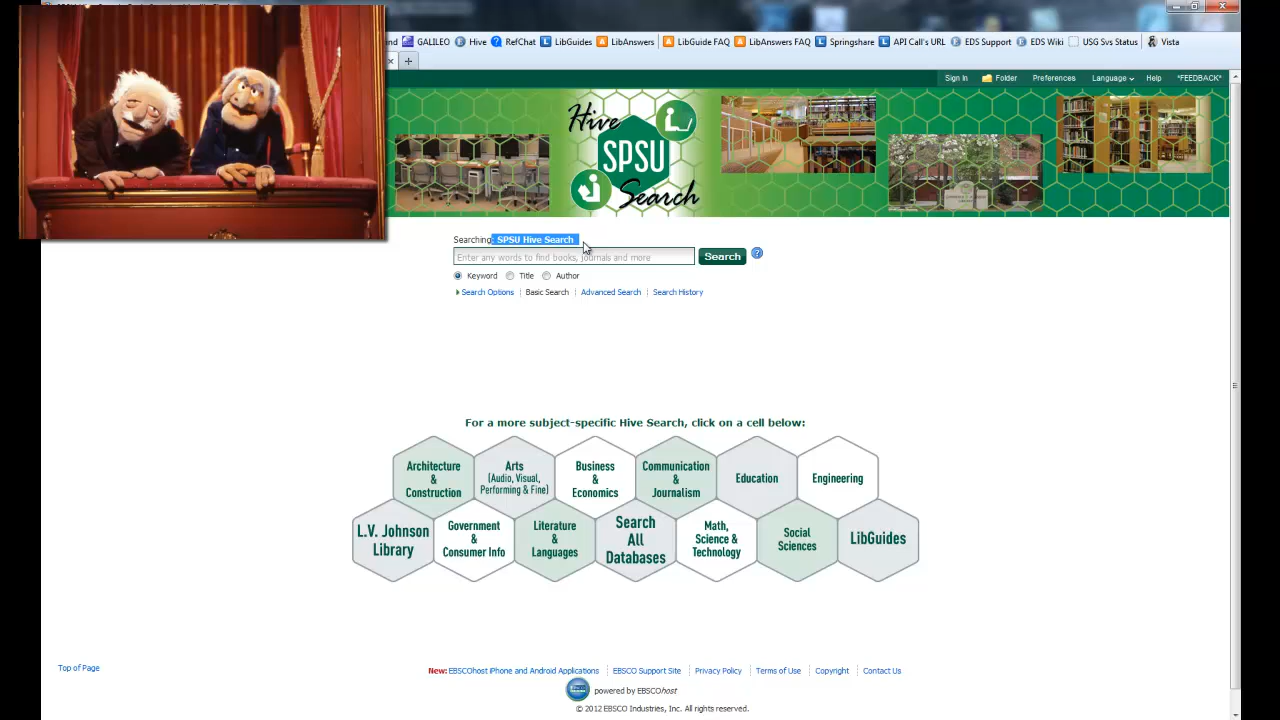 nd GALILEO Hive RefChat LibGuides LibAnswers LibGuide FAQ LibAnswers FAQ Springshare API Call's URL EDS Support EDS Wiki USG Svs Status Vista
Sign In Folder Preferences Language Help *FEEDBACK*
Hive
SPSU
Search
Searching: SPSU Hive Search
Enter any words to find books, journals and more Search
Keyword Title Author
Search Options Basic Search Advanced Search Search History
For a more subject-specific Hive Search, click on a cell below:
Architecture
&
Construction
Arts
(Audio, Visual,
Performing & Fine)
Business
&
Economics
Communication
&
Journalism
Education
Engineering
L.V. Johnson
Library
Government
&
Consumer Info
Literature
&
Languages
Search
All
Databases
Math,
Science &
Technology
Social
Sciences
LibGuides
Top of Page
New: EBSCOhost iPhone and Android Applications EBSCO Support Site Privacy Policy Terms of Use Copyright Contact Us
powered by EBSCOhost
© 2012 EBSCO Industries, Inc. All rights reserved.